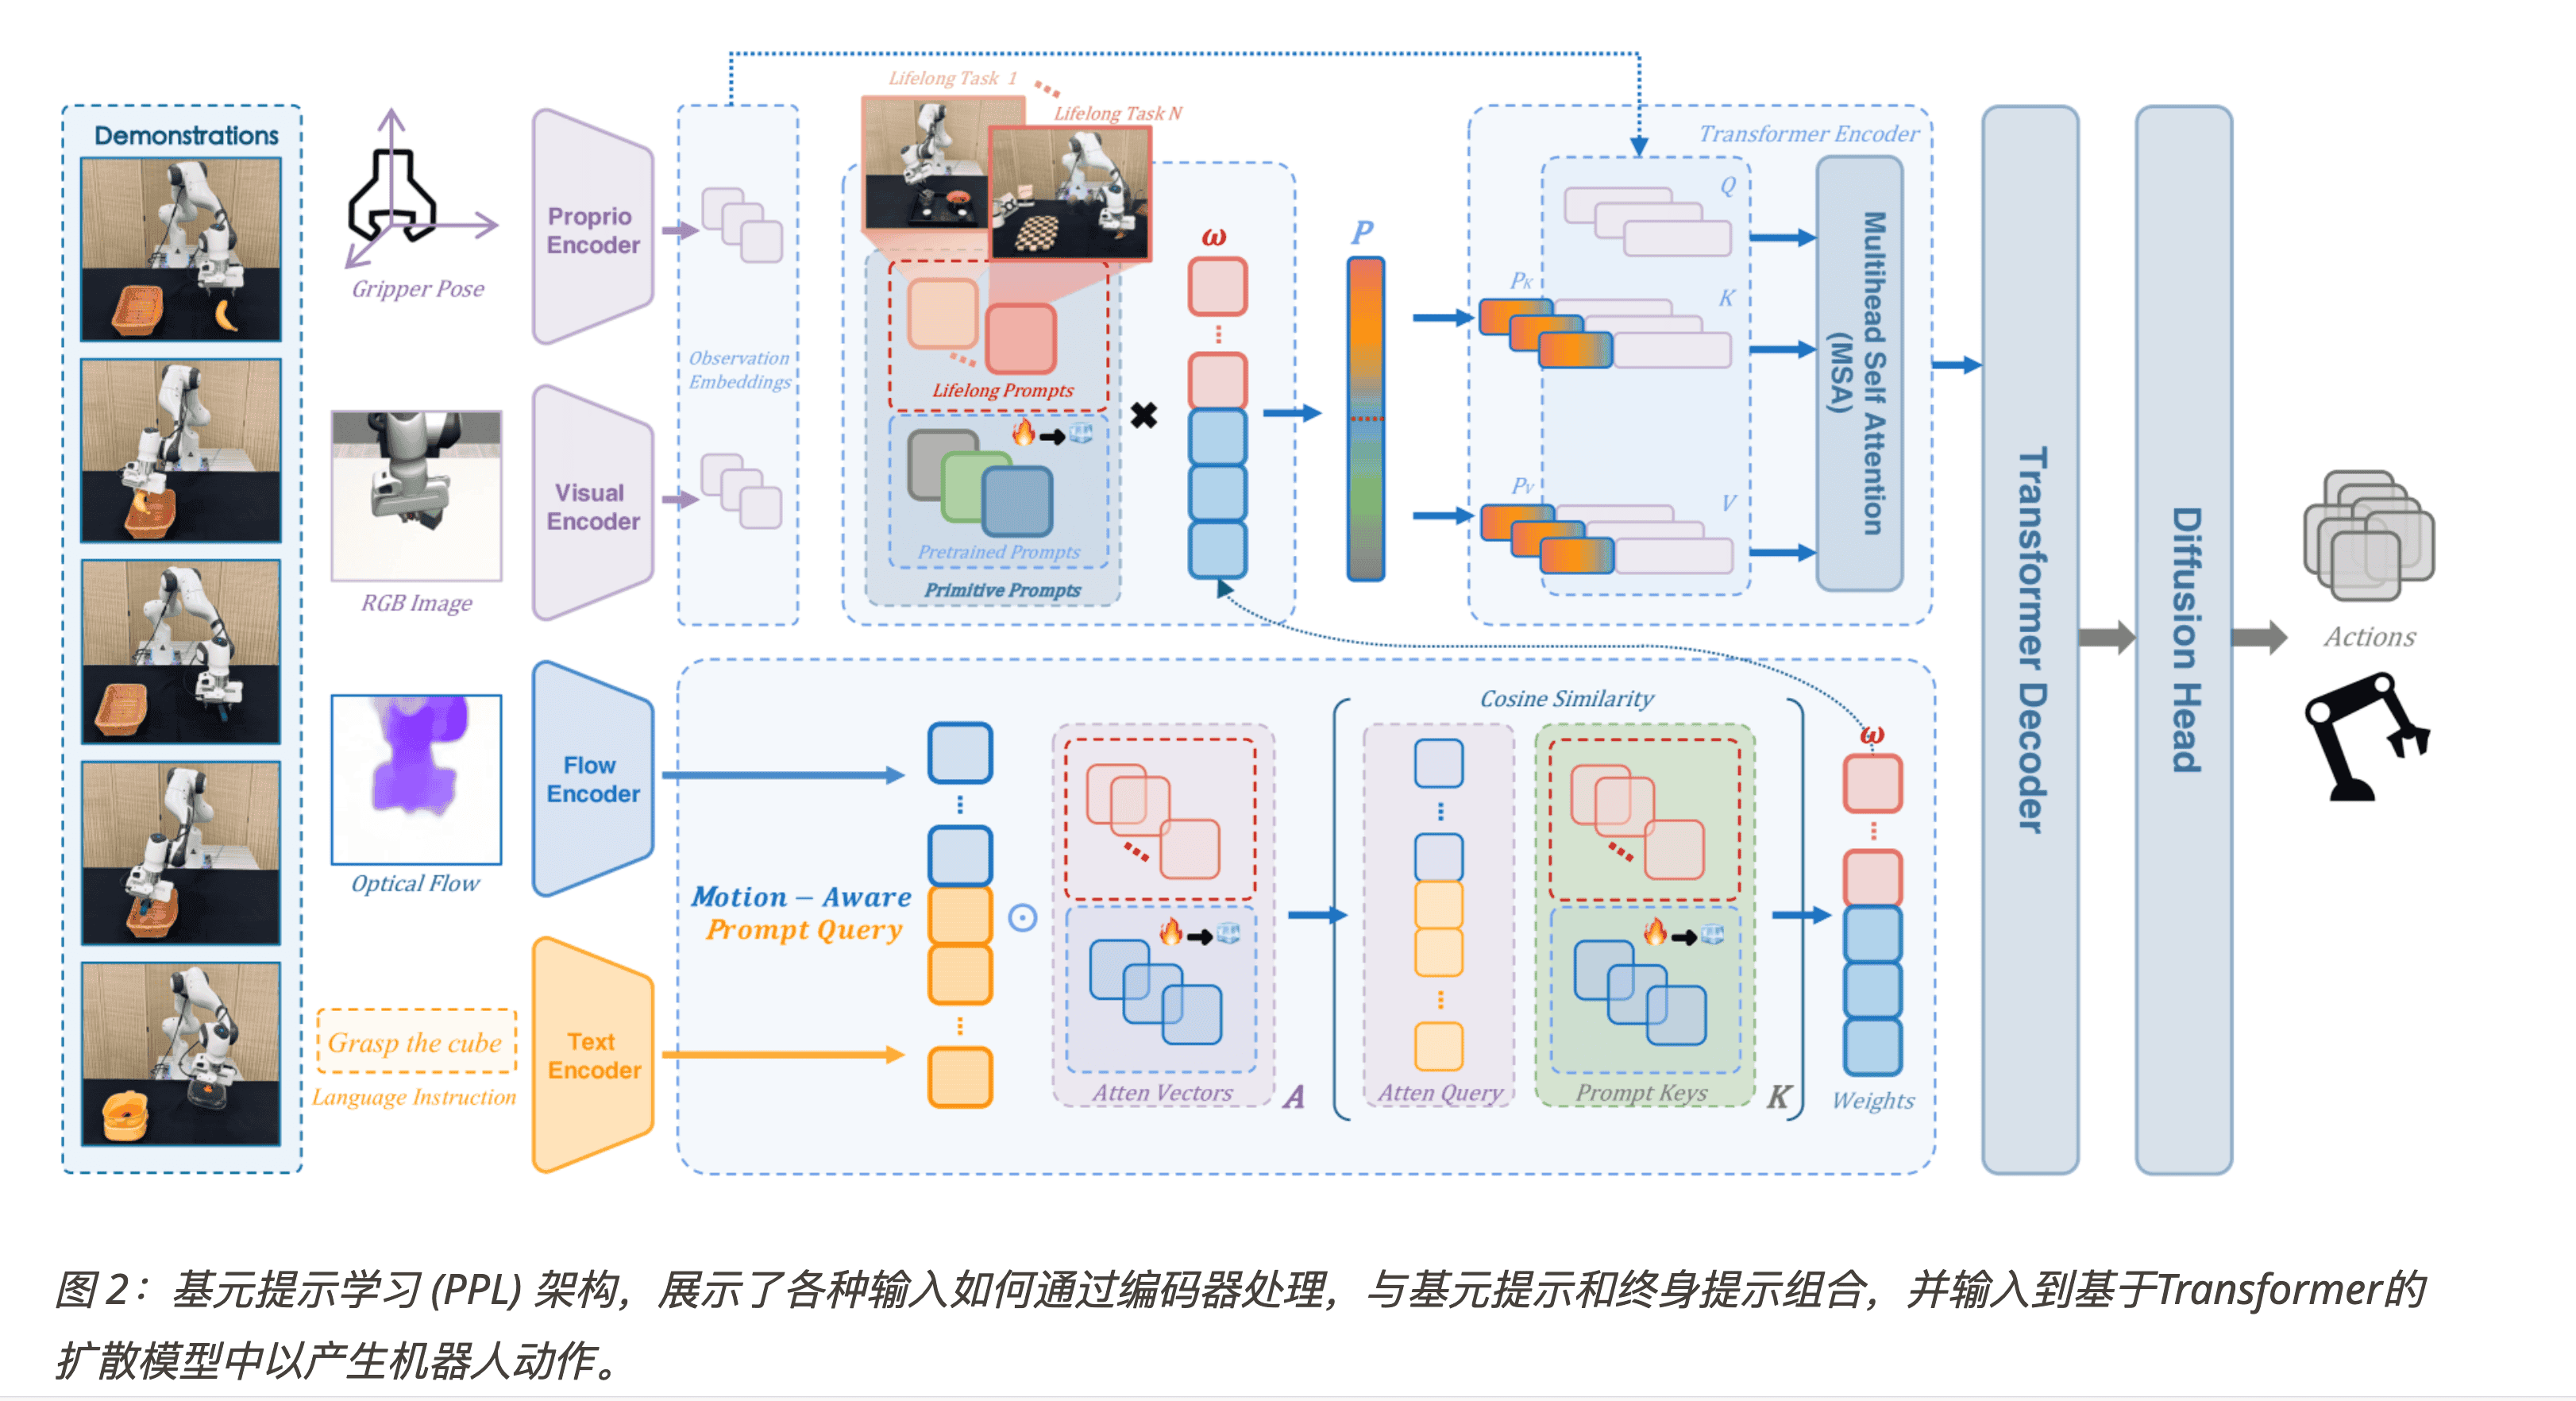 Demonstrations
Gripper Pose
RGB Image
Optical Flow
Grasp the cube
Language Instruction
Proprio
Encoder
Visual
Encoder
Flow
Encoder
Text
Encoder
Observation
Embeddings
Lifelong Task 1
Lifelong Task N
Lifelong Prompts
Pretrained Prompts
Primitive Prompts
ω
P
Transformer Encoder
Q
PK
K
PV
V
Multihead Self Attention
(MSA)
Motion – Aware
Prompt Query
Atten Vectors
A
Cosine Similarity
Atten Query
Prompt Keys
K
ω
Weights
Transformer Decoder
Diffusion Head
Actions
图 2：基元提示学习 (PPL) 架构，展示了各种输入如何通过编码器处理，与基元提示和终身提示组合，并输入到基于Transformer的
扩散模型中以产生机器人动作。